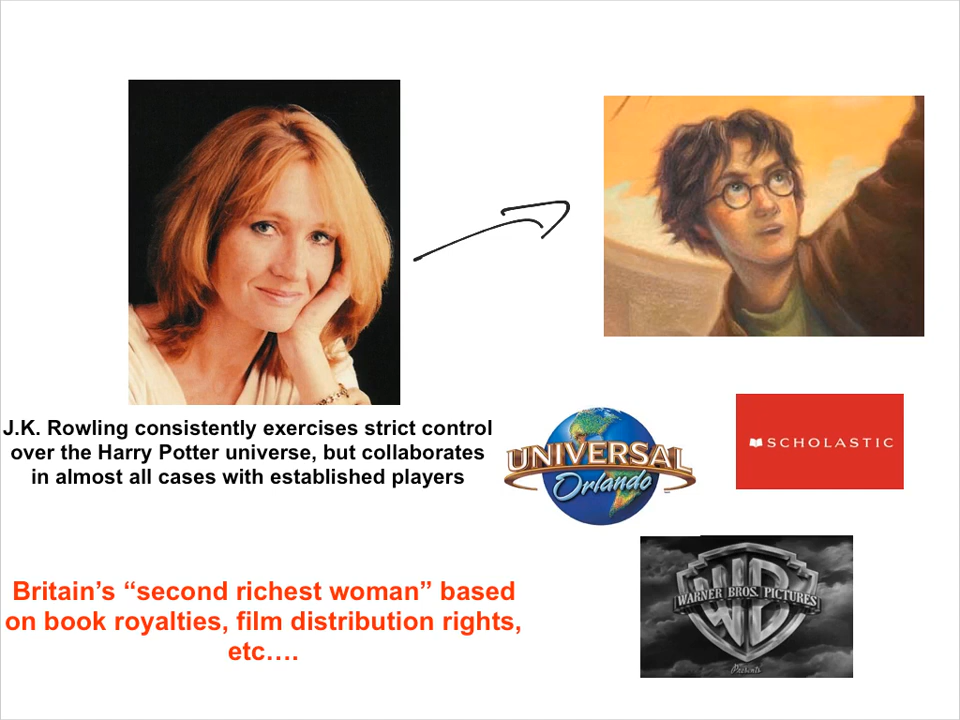 J.K. Rowling consistently exercises strict control
over the Harry Potter universe, but collaborates
in almost all cases with established players
UNIVERSAL
Orlando
SCHOLASTIC
WARNER BROS. PICTURES
Presents
Britain’s “second richest woman” based
on book royalties, film distribution rights,
etc….